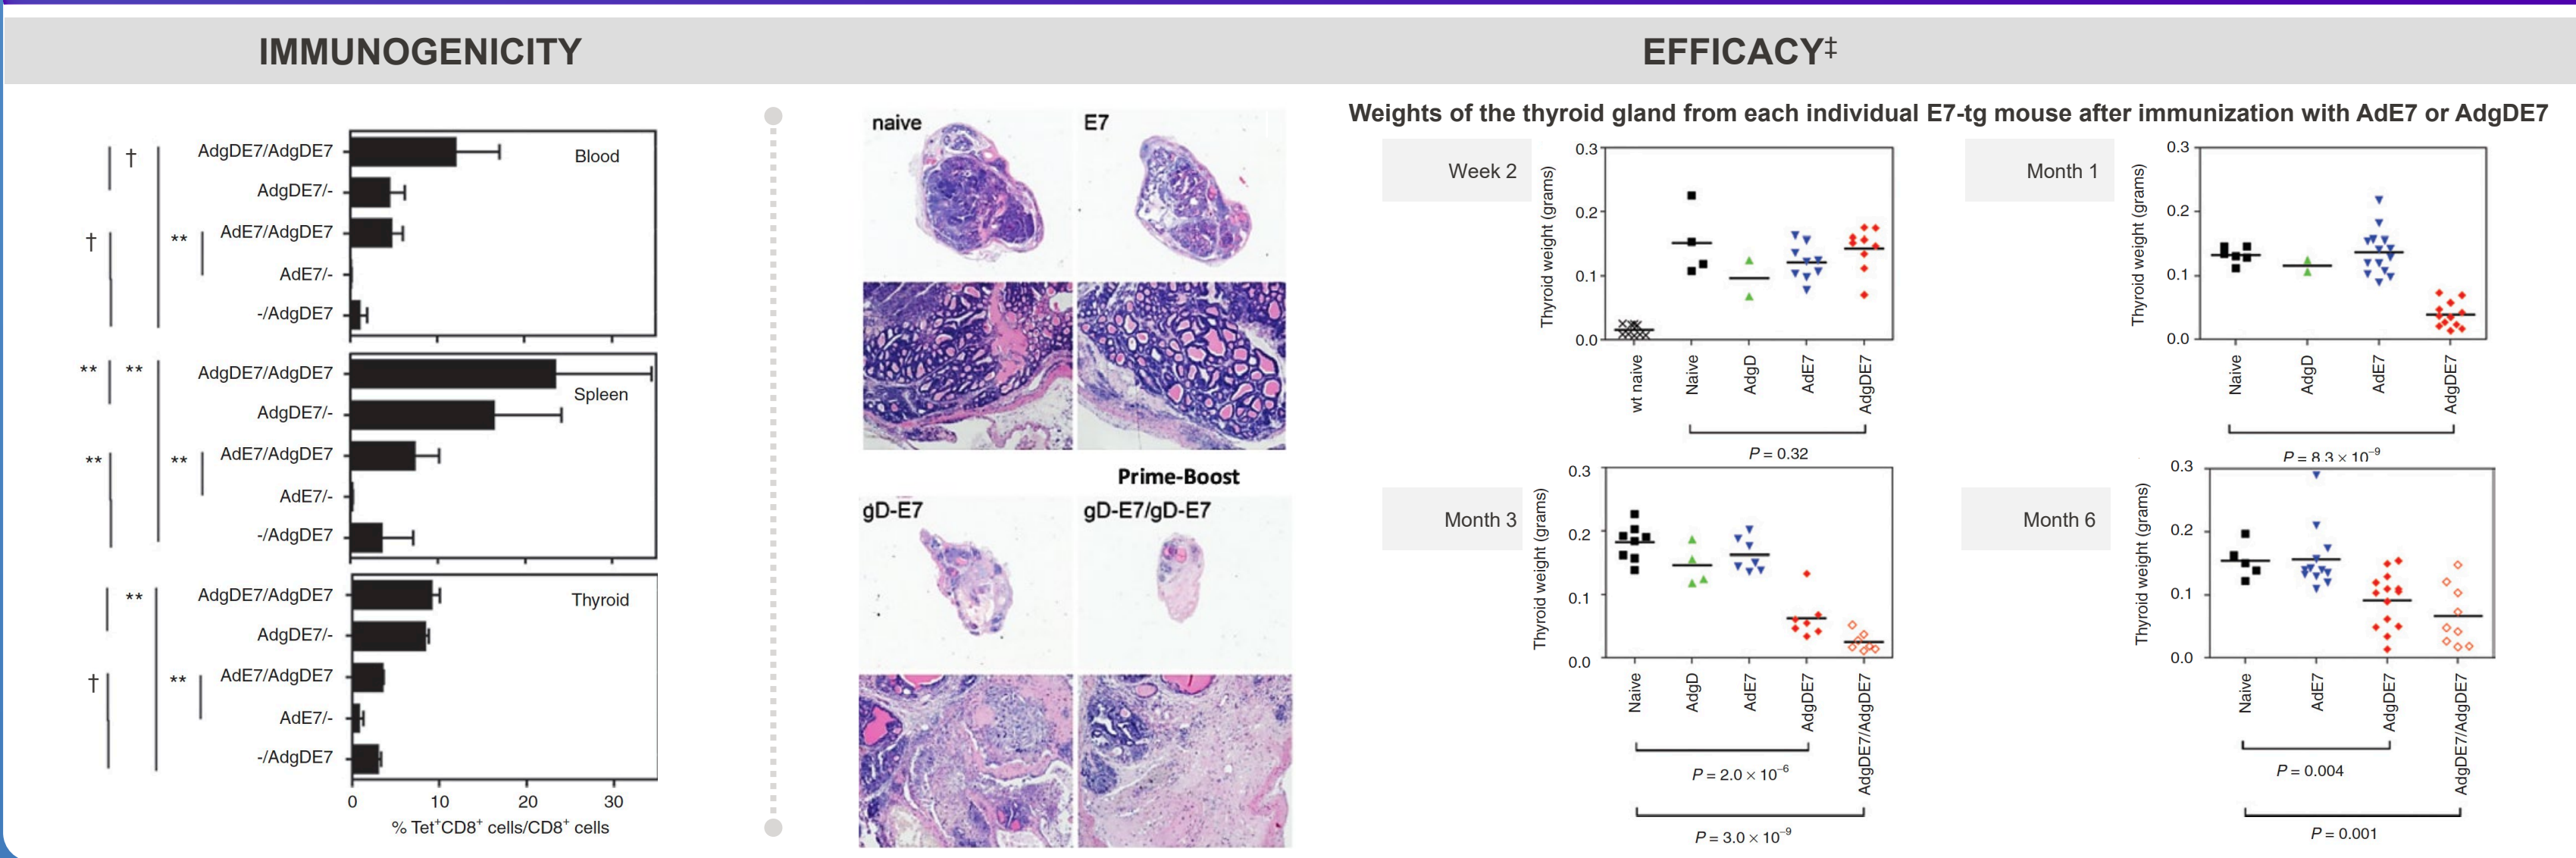 IMMUNOGENICITY
EFFICACY‡
† AdgDE7/AdgDE7
Blood
AdgDE7/-
† ** AdE7/AdgDE7
AdE7/-
-/AdgDE7
** ** AdgDE7/AdgDE7
Spleen
AdgDE7/-
** ** AdE7/AdgDE7
AdE7/-
-/AdgDE7
** AdgDE7/AdgDE7
Thyroid
AdgDE7/-
† ** AdE7/AdgDE7
AdE7/-
-/AdgDE7
0 10 20 30
% Tet⁺CD8⁺ cells/CD8⁺ cells
naive
E7
Prime-Boost
gD-E7
gD-E7/gD-E7
Weights of the thyroid gland from each individual E7-tg mouse after immunization with AdE7 or AdgDE7
Week 2
Thyroid weight (grams)
0.3
0.2
0.1
0.0
wt naive
Naive
AdgD
AdE7
AdgDE7
P = 0.32
Month 1
Thyroid weight (grams)
0.3
0.2
0.1
0.0
Naive
AdgD
AdE7
AdgDE7
P = 8.3 × 10⁻⁹
Month 3
Thyroid weight (grams)
0.3
0.2
0.1
0.0
Naive
AdgD
AdE7
AdgDE7
AdgDE7/AdgDE7
P = 2.0 × 10⁻⁶
P = 3.0 × 10⁻⁹
Month 6
Thyroid weight (grams)
0.3
0.2
0.1
0.0
Naive
AdE7
AdgDE7
AdgDE7/AdgDE7
P = 0.004
P = 0.001